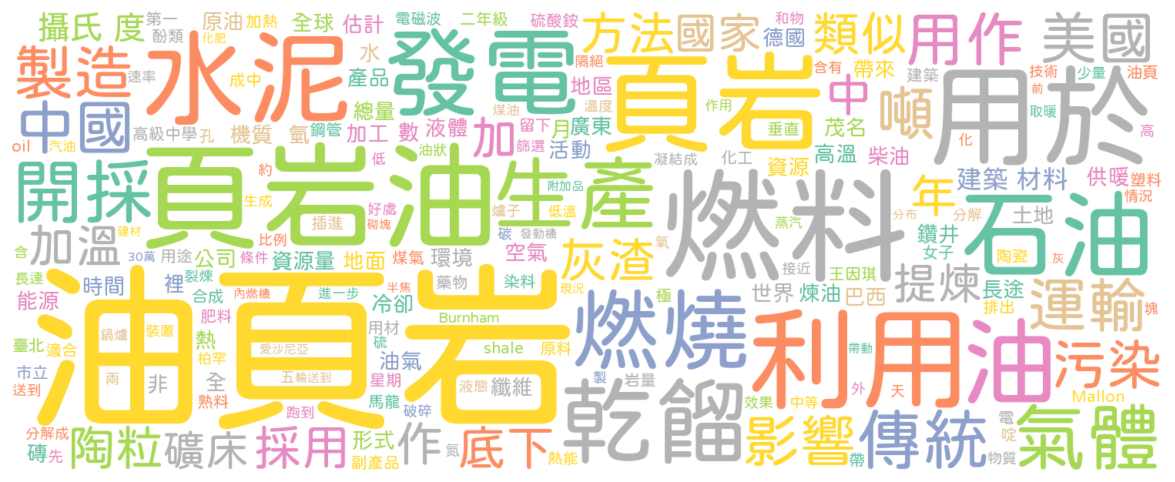 攝氏 度 第一 原油 加熱 全球 估計 電磁波 二年級 硫酸銨 方法 國家 和物 德國 類似 用作 美國
酚類 化肥 水 隔絕 含有 帶來 建築 技術 少量 油頁
製造 水泥 發電 頁岩 用於
速率 成中 產品 地區 溫度 中 噸 前 取暖
中國 高級中學 孔 機質 氫 鋼管 總量 煤油 作用 垂直 茂名 化 高
oil 汽油 加工 數 液體 加 留下 月 廣東 篩選 活動 凝結成 化工 資源 高溫 柴油
開採 頁岩油 生產 燃料 石油
約 低 油狀 附加品 建築 材料 供暖 塑料 情況
生成 插進 好處 砌塊 爐子 低溫 年 分布 分解 土地
含 加溫 建材 比例 碳 發動機 蒸汽 鑽井 女子 陶瓷 灰
30萬 用途 公司 條件 資源量 地面 煤氣 環境 空氣 灰渣 氧 接近 王因琪
長達 時間 裡 裂煉 內燃機 進一步 半焦 藥物 染料 現況 極 世界 煉油 巴西 提煉 長途 排出 運輸 塊
能源 合成 肥料 冷卻 Burnham
油頁岩 燃燒 利用 油 污染
鍋爐 裝置 用材 硫 shale 原料
臺北 適合 熱 柏罕 愛沙尼亞 油氣 製 岩量 帶動
市立 送到 兩 非 全 熟料 五輪送到 星期 馬龍 液態 纖維 外 天 Mallon
跑到 破碎 乾餾 效果 中等 電
分解成 磚 先 陶粒 礦床 採用 形式 作 氮 底下 熱能 影響 帶 傳統 啶 物質 氣體
副產品